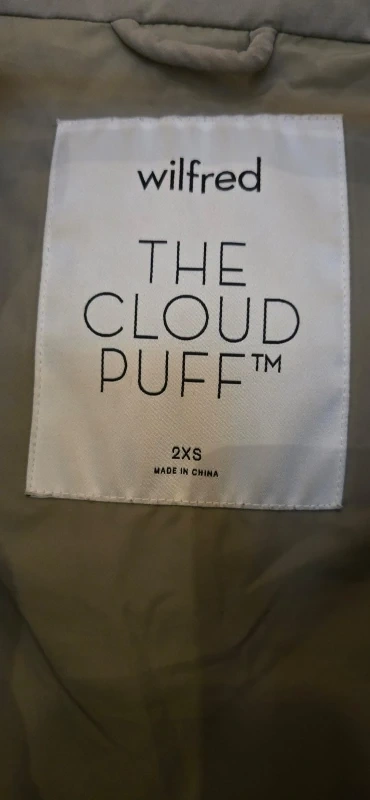 wilfred
THE
CLOUD
PUFF™
2XS
MADE IN CHINA